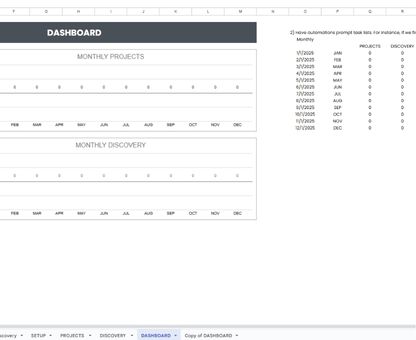 F G H I J K L M N O P Q R
DASHBOARD
2) Have automations prompt task lists. For instance, if we fi
Monthly
PROJECTS DISCOVERY
1/1/2025 JAN 0 0
2/1/2025 FEB 0 0
3/1/2025 MAR 0 0
4/1/2025 APR 0 0
5/1/2025 MAY 0 0
6/1/2025 JUN 0 0
7/1/2025 JUL 0 0
8/1/2025 AUG 0 0
9/1/2025 SEP 0 0
10/1/2025 OCT 0 0
11/1/2025 NOV 0 0
12/1/2025 DEC 0 0
MONTHLY PROJECTS
0 0 0 0 0 0 0 0 0 0 0
FEB MAR APR MAY JUN JUL AUG SEP OCT NOV DEC
MONTHLY DISCOVERY
0 0 0 0 0 0 0 0 0 0 0
FEB MAR APR MAY JUN JUL AUG SEP OCT NOV DEC
scovery SETUP PROJECTS DISCOVERY DASHBOARD Copy of DASHBOARD